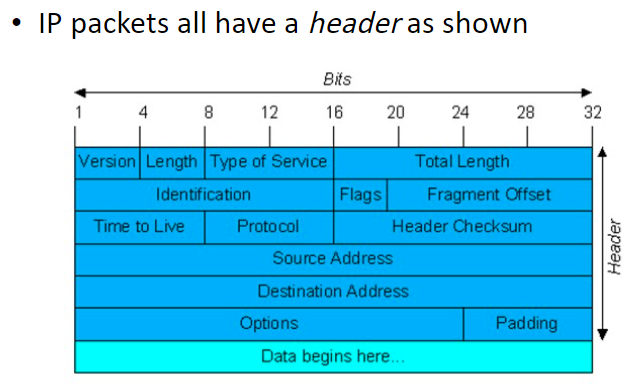 • IP packets all have a header as shown
Bits
1 4 8 12 16 20 24 28 32
Version Length Type of Service Total Length
Identification Flags Fragment Offset
Time to Live Protocol Header Checksum
Source Address
Destination Address
Options Padding
Data begins here...
Header